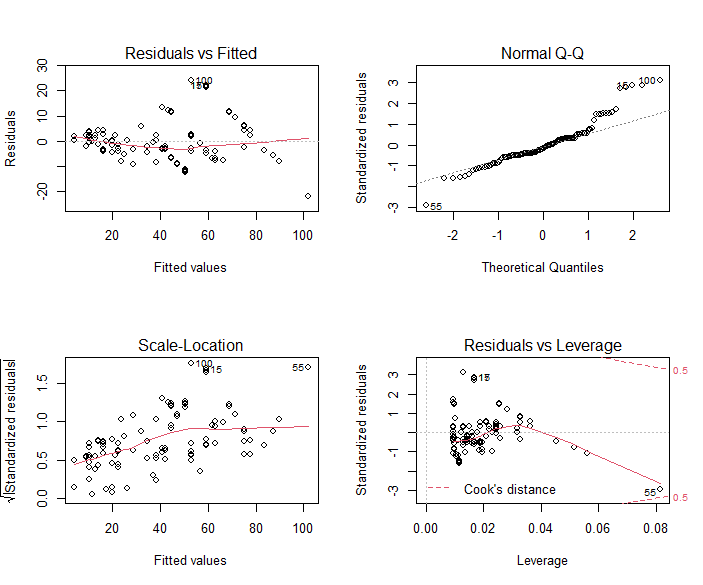 Residuals vs Fitted
Residuals
-20 0 10 20 30
100
15
20 40 60 80 100
Fitted values
Normal Q-Q
Standardized residuals
-3 -1 0 1 2 3
15
100
55
-2 -1 0 1 2
Theoretical Quantiles
Scale-Location
√|Standardized residuals|
0.0 0.5 1.0 1.5
100
15
55
20 40 60 80 100
Fitted values
Residuals vs Leverage
Standardized residuals
-3 -1 0 1 2 3
55
Cook's distance
0.5
0.5
0.00 0.02 0.04 0.06 0.08
Leverage